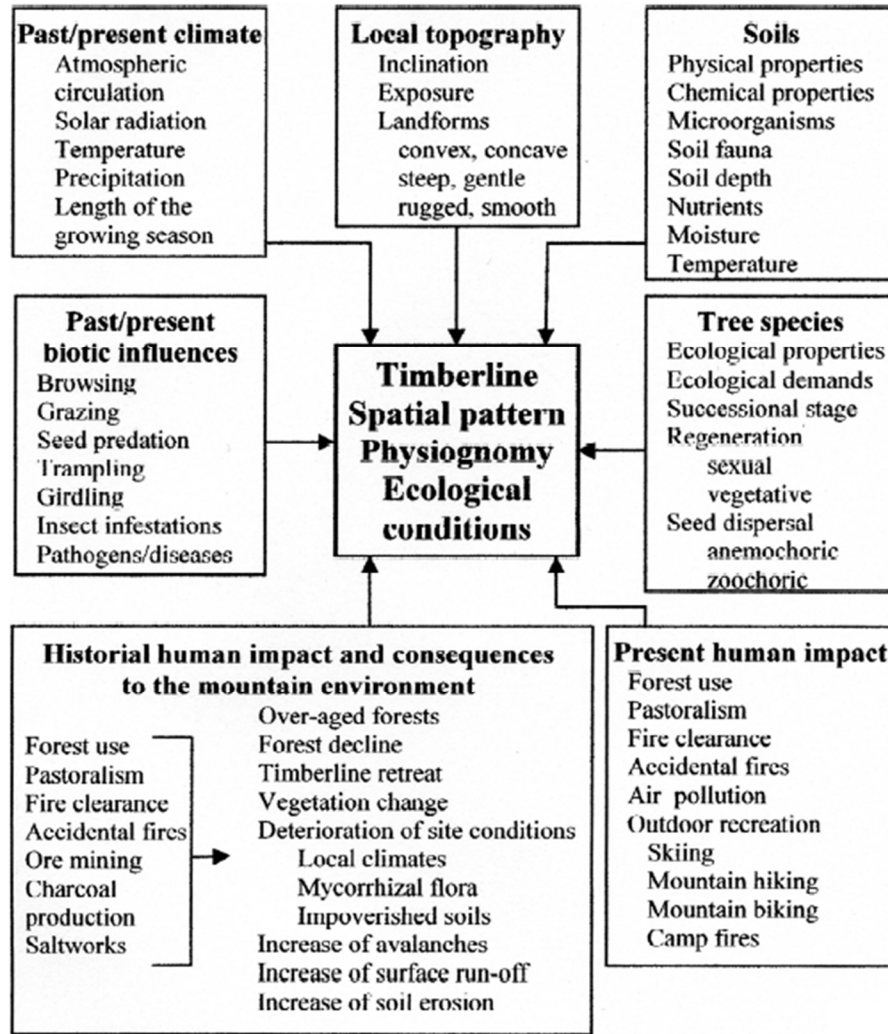 Past/present climate
Atmospheric
circulation
Solar radiation
Temperature
Precipitation
Length of the
growing season
Local topography
Inclination
Exposure
Landforms
convex, concave
steep, gentle
rugged, smooth
Soils
Physical properties
Chemical properties
Microorganisms
Soil fauna
Soil depth
Nutrients
Moisture
Temperature
Past/present
biotic influences
Browsing
Grazing
Seed predation
Trampling
Girdling
Insect infestations
Pathogens/diseases
Timberline
Spatial pattern
Physiognomy
Ecological
conditions
Tree species
Ecological properties
Ecological demands
Successional stage
Regeneration
sexual
vegetative
Seed dispersal
anemochoric
zoochoric
Historial human impact and consequences
to the mountain environment
Forest use
Pastoralism
Fire clearance
Accidental fires
Ore mining
Charcoal
production
Saltworks
Over-aged forests
Forest decline
Timberline retreat
Vegetation change
Deterioration of site conditions
Local climates
Mycorrhizal flora
Impoverished soils
Increase of avalanches
Increase of surface run-off
Increase of soil erosion
Present human impact
Forest use
Pastoralism
Fire clearance
Accidental fires
Air pollution
Outdoor recreation
Skiing
Mountain hiking
Mountain biking
Camp fires